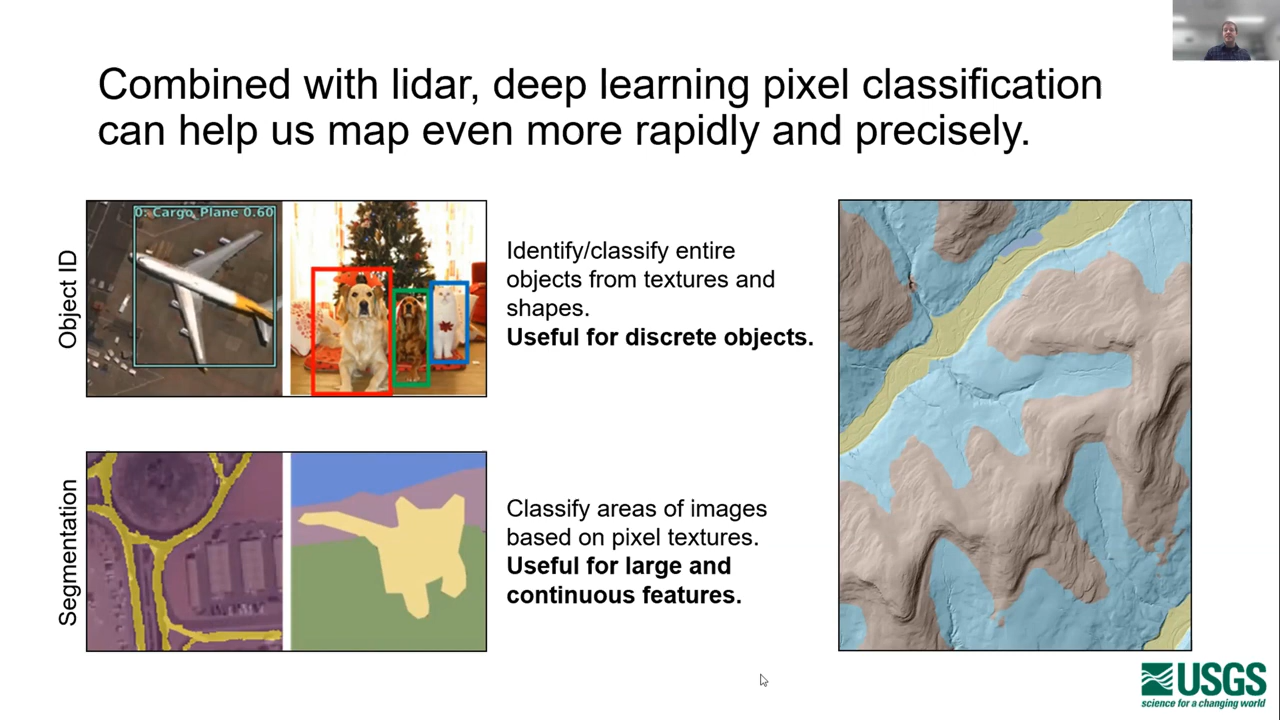 Combined with lidar, deep learning pixel classification
can help us map even more rapidly and precisely.
Object ID
0: Cargo Plane 0.60
Identify/classify entire
objects from textures and
shapes.
Useful for discrete objects.
Segmentation
Classify areas of images
based on pixel textures.
Useful for large and
continuous features.
USGS
science for a changing world